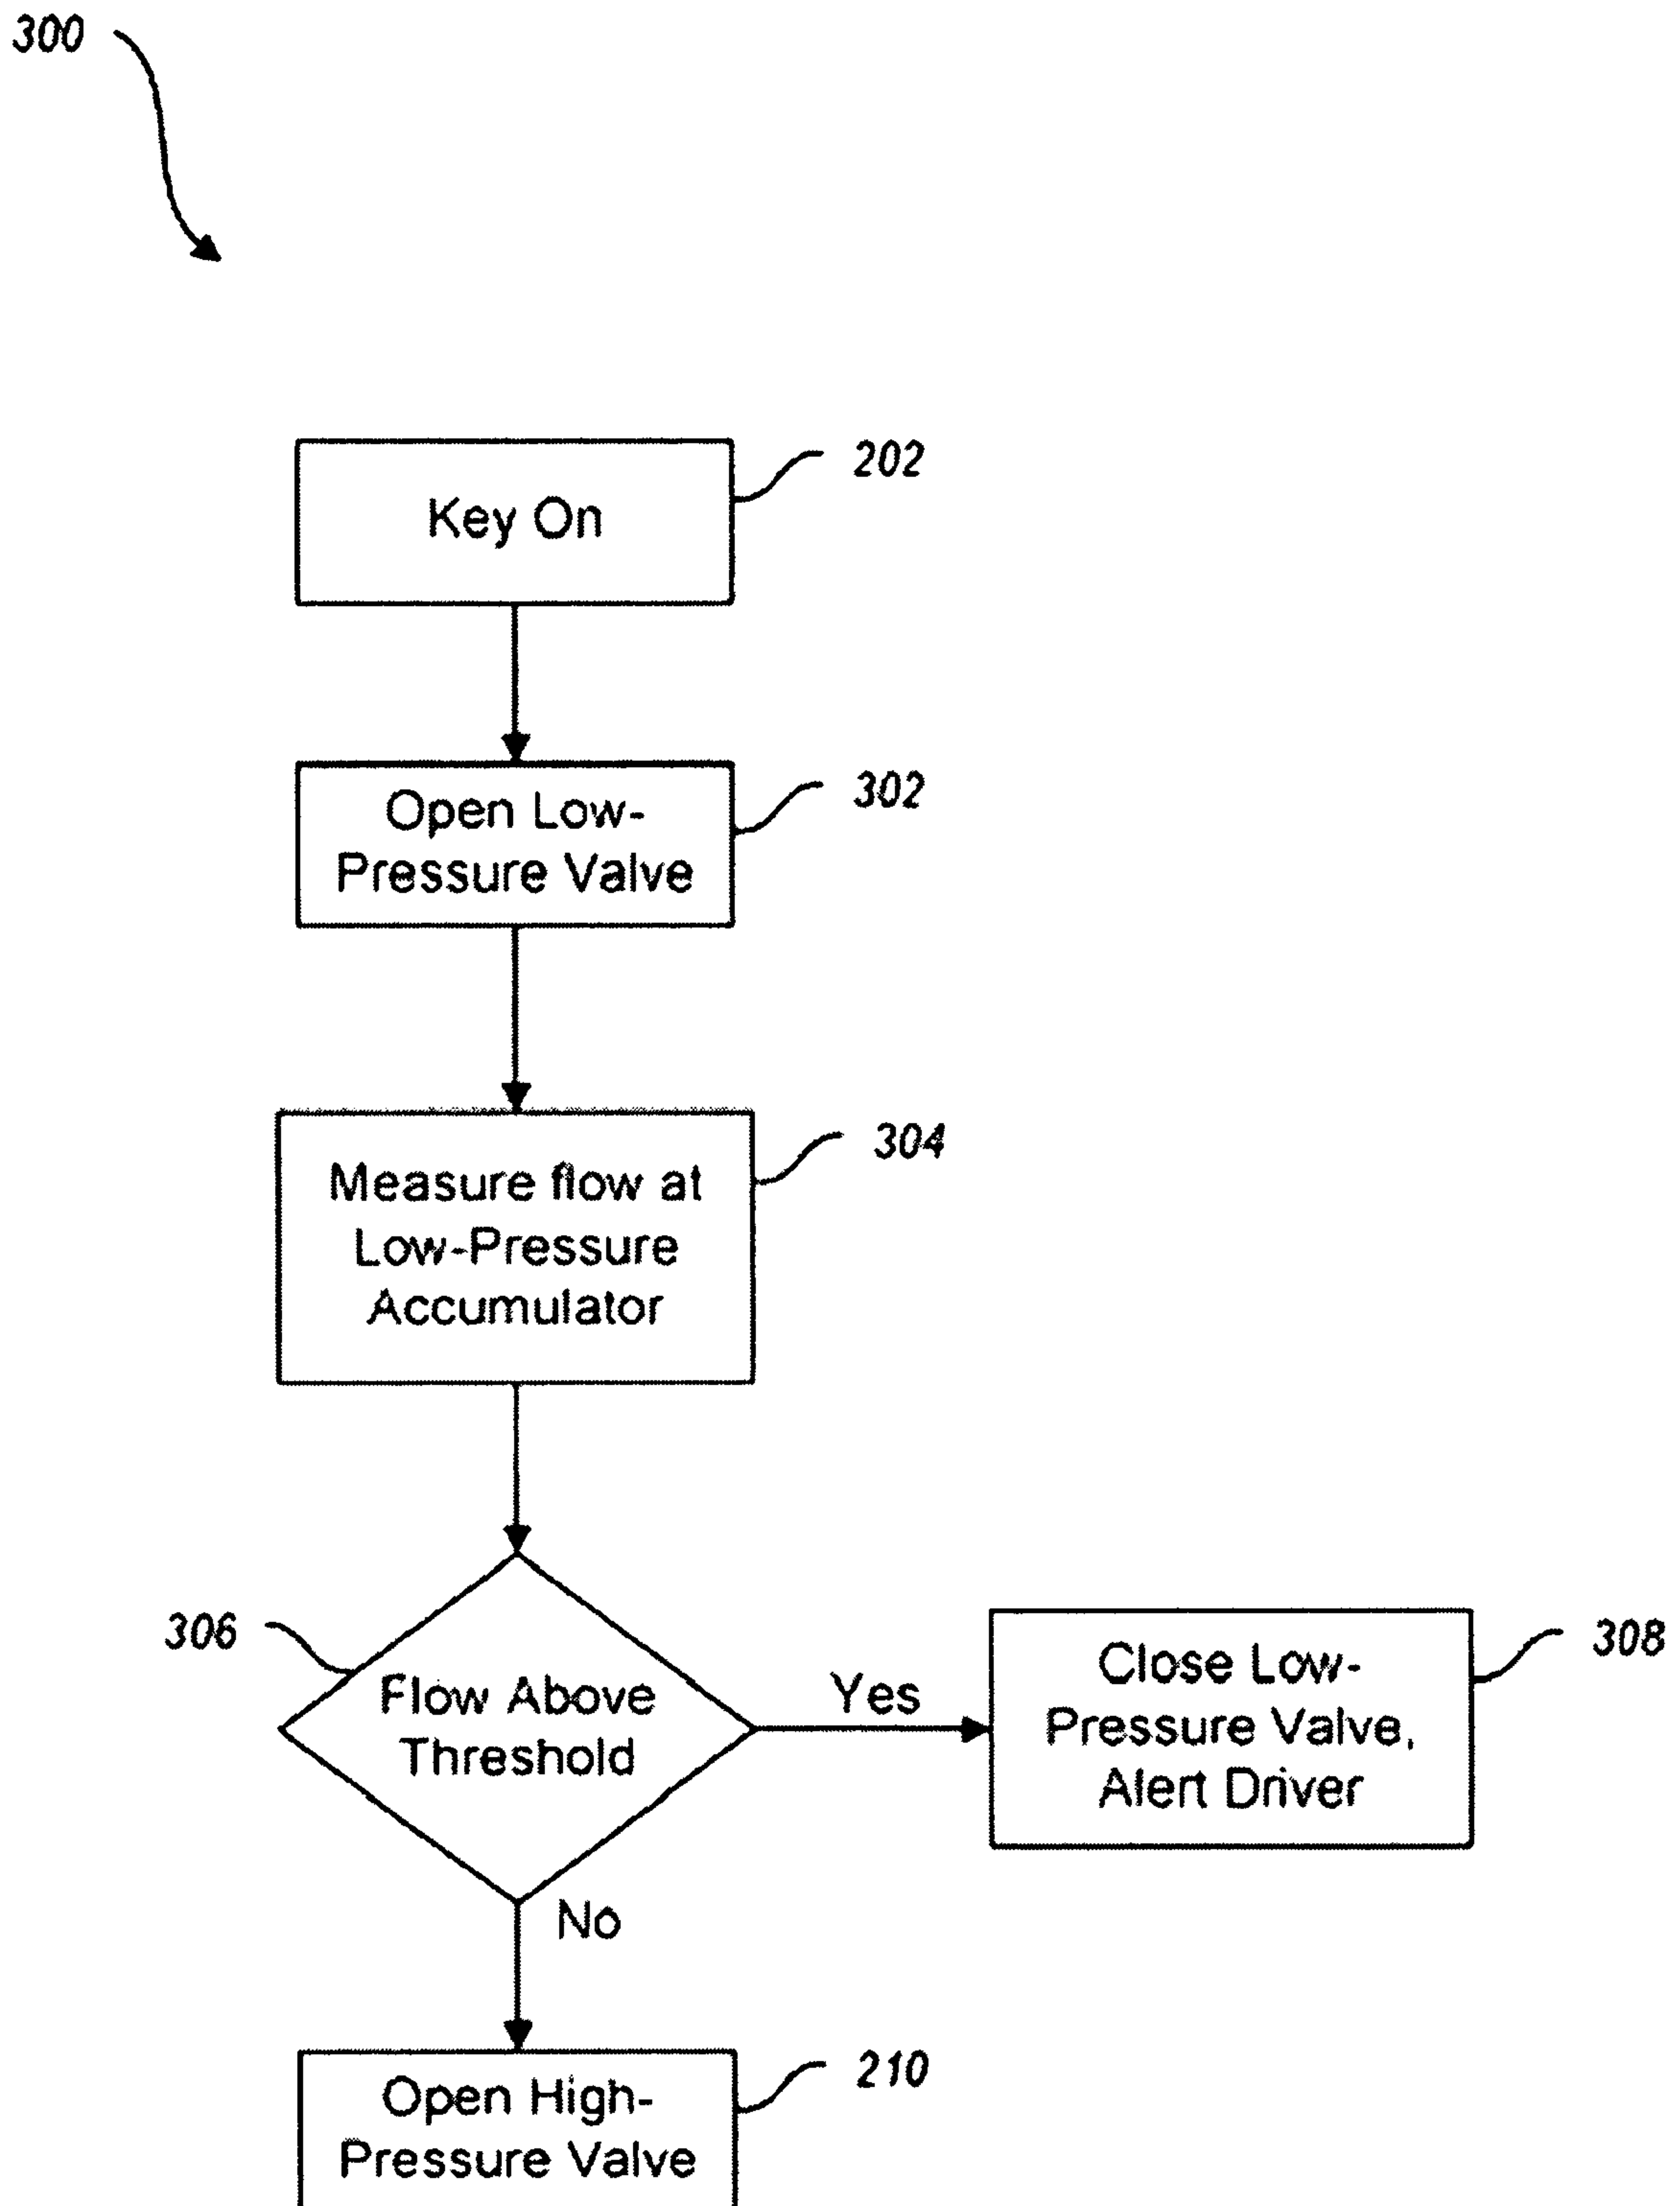 300
202
Key On
302
Open Low-
Pressure Valve
304
Measure flow at
Low-Pressure
Accumulator
306
Flow Above
Threshold
Yes
308
Close Low-
Pressure Valve,
Alert Driver
No
210
Open High-
Pressure Valve